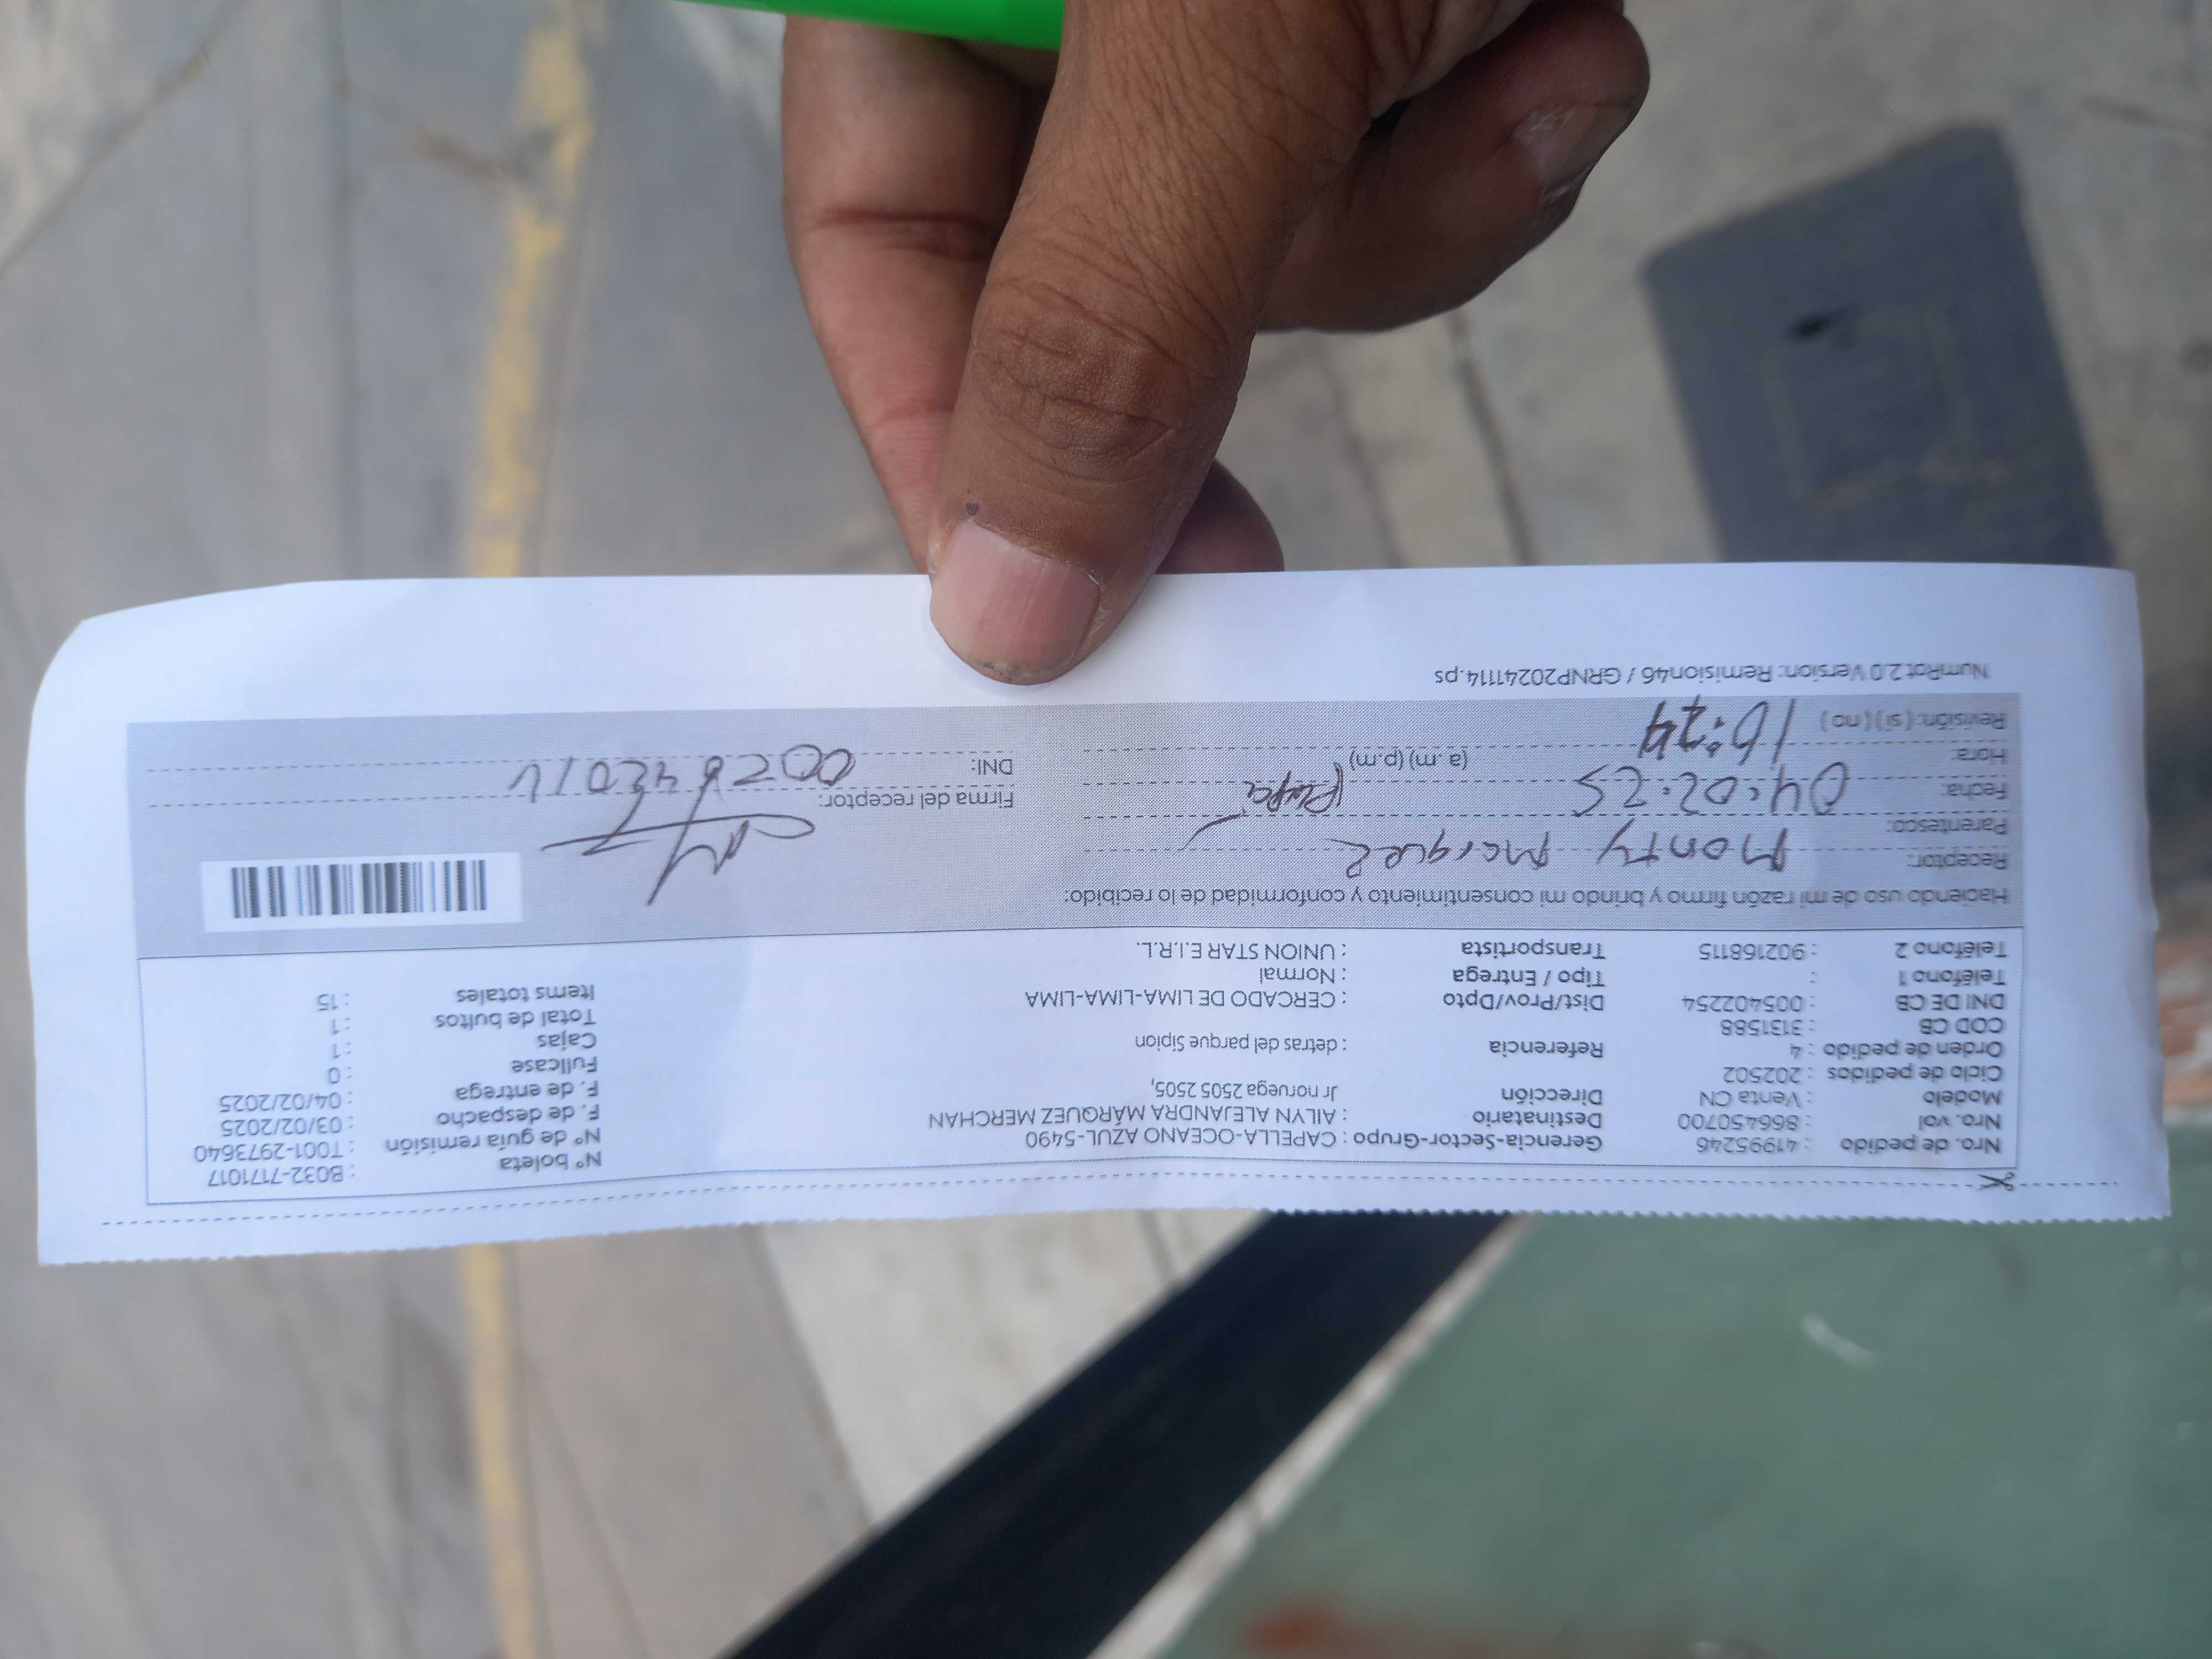 Nro. de pedido : 41995246 Gerencia-Sector-Grupo : CAPELLA-OCEANO AZUL-5490 N° boleta : B032-7171017
Nro. vol : 866450700 Destinatario : AILYN ALEJANDRA MÁRQUEZ MERCHAN N° de guía remisión : T001-2973640
Modelo : Venta CN Dirección Jr noruega 2505 2505, F. de despacho : 03/02/2025
Ciclo de pedidos : 202502 F. de entrega : 04/02/2025
Orden de pedido : 4 Referencia : detras del parque Sipion Fullcase : 0
COD CB : 3131588 Cajas : 1
DNI DE CB : 005402254 Dist/Prov/Dpto : CERCADO DE LIMA-LIMA-LIMA Total de bultos : 1
Teléfono 1 : Tipo / Entrega : Normal Items totales : 15
Teléfono 2 : 902168115 Transportista : UNION STAR E.I.R.L.
Haciendo uso de mi razón firmo y brindo mi consentimiento y conformidad de lo recibido:
Receptor: Monty Marquez
Parentesco:
Fecha: 04.02.25 Firma del receptor:
Hora: (a.m) (p.m) DNI:
Revisión: ( si ) ( no )
NumRot 2.0 Version: Remision46 / GRNP20241114.ps